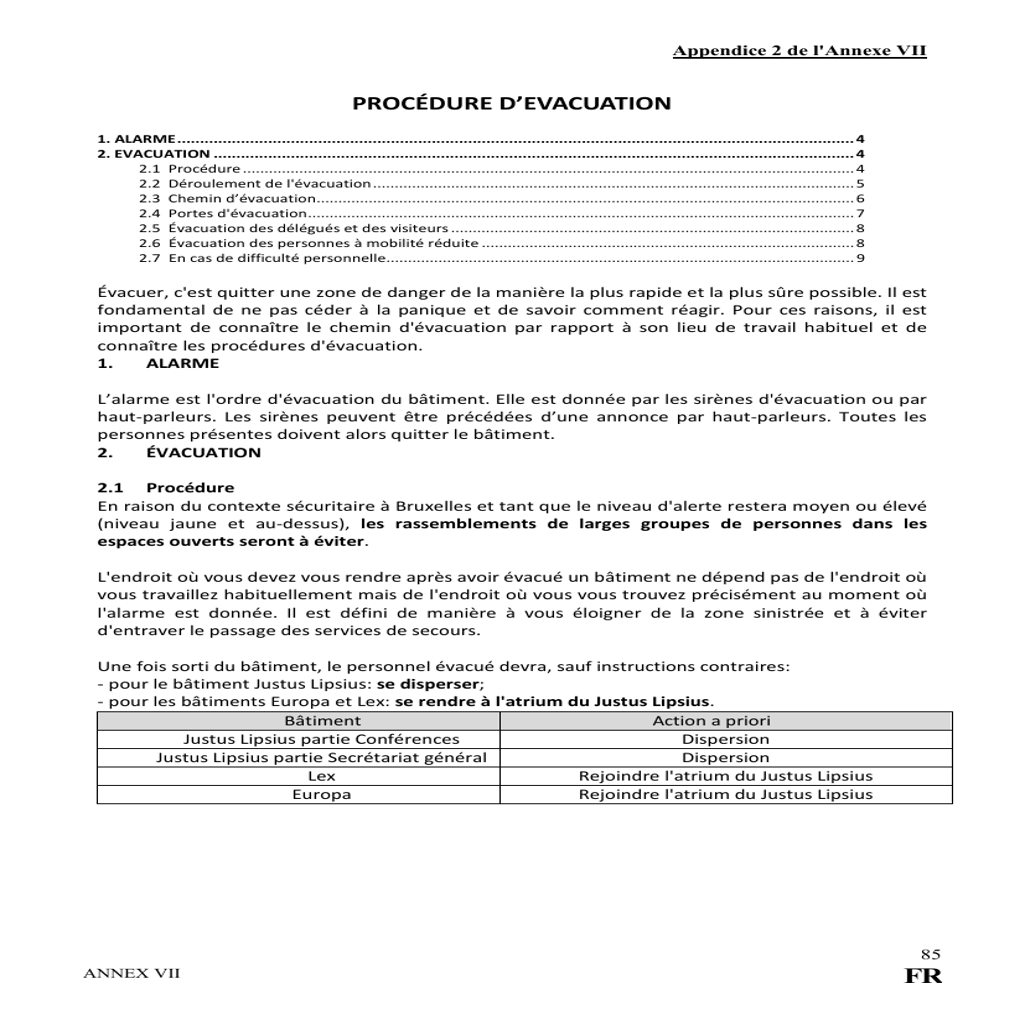 Appendice 2 de l'Annexe VII
PROCÉDURE D’EVACUATION
1. ALARME 4
2. EVACUATION 4
2.1 Procédure 4
2.2 Déroulement de l'évacuation 5
2.3 Chemin d’évacuation 6
2.4 Portes d'évacuation 7
2.5 Évacuation des délégués et des visiteurs 8
2.6 Évacuation des personnes à mobilité réduite 8
2.7 En cas de difficulté personnelle 9
Évacuer, c'est quitter une zone de danger de la manière la plus rapide et la plus sûre possible. Il est
fondamental de ne pas céder à la panique et de savoir comment réagir. Pour ces raisons, il est
important de connaître le chemin d'évacuation par rapport à son lieu de travail habituel et de
connaître les procédures d'évacuation.
1. ALARME
L’alarme est l'ordre d'évacuation du bâtiment. Elle est donnée par les sirènes d'évacuation ou par
haut-parleurs. Les sirènes peuvent être précédées d’une annonce par haut-parleurs. Toutes les
personnes présentes doivent alors quitter le bâtiment.
2. ÉVACUATION
2.1 Procédure
En raison du contexte sécuritaire à Bruxelles et tant que le niveau d'alerte restera moyen ou élevé
(niveau jaune et au-dessus), les rassemblements de larges groupes de personnes dans les
espaces ouverts seront à éviter.
L'endroit où vous devez vous rendre après avoir évacué un bâtiment ne dépend pas de l'endroit où
vous travaillez habituellement mais de l'endroit où vous vous trouvez précisément au moment où
l'alarme est donnée. Il est défini de manière à vous éloigner de la zone sinistrée et à éviter
d'entraver le passage des services de secours.
Une fois sorti du bâtiment, le personnel évacué devra, sauf instructions contraires:
- pour le bâtiment Justus Lipsius: se disperser;
- pour les bâtiments Europa et Lex: se rendre à l'atrium du Justus Lipsius.
Bâtiment Action a priori
Justus Lipsius partie Conférences Dispersion
Justus Lipsius partie Secrétariat général Dispersion
Lex Rejoindre l'atrium du Justus Lipsius
Europa Rejoindre l'atrium du Justus Lipsius
85
ANNEX VII FR